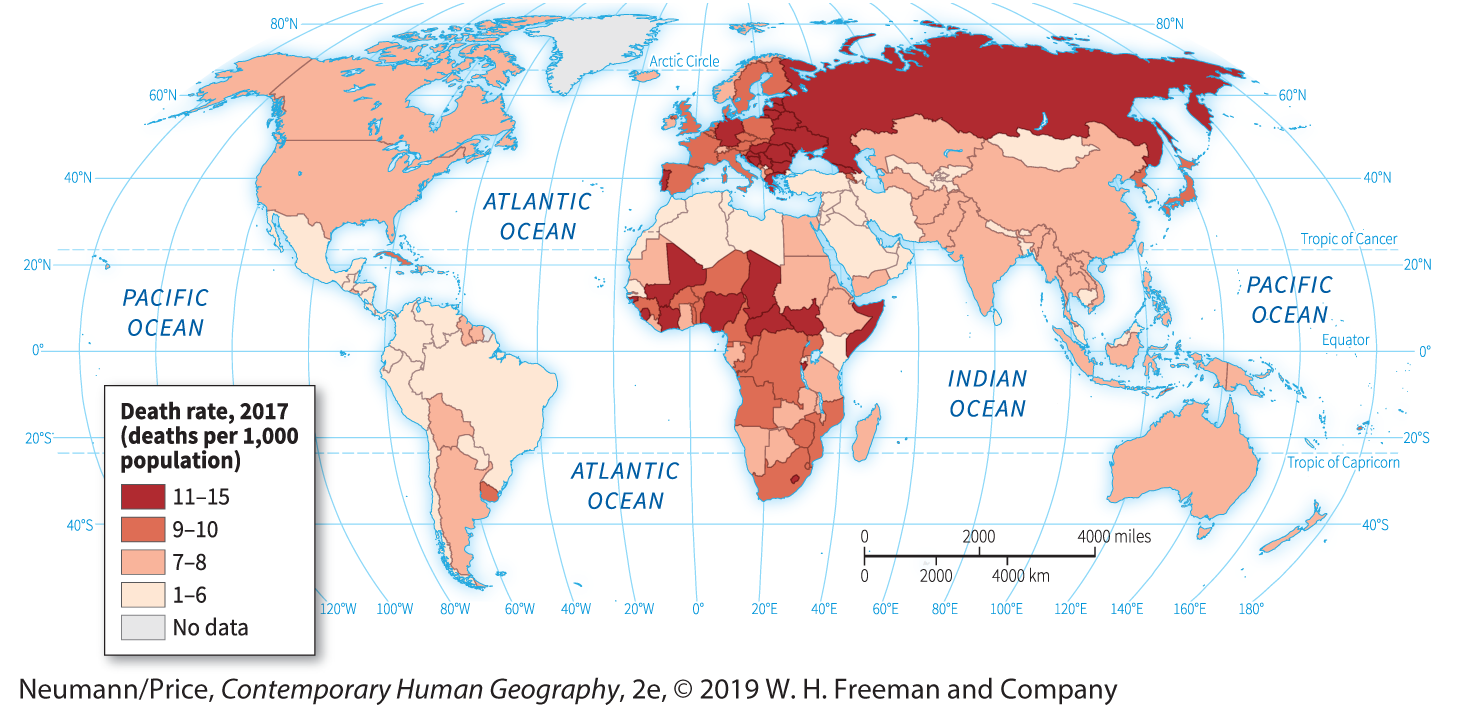 80°N
80°N
Arctic Circle
60°N
60°N
40°N
40°N
ATLANTIC
OCEAN
Tropic of Cancer
20°N
20°N
PACIFIC
OCEAN
PACIFIC
OCEAN
Equator
0°
0°
INDIAN
OCEAN
20°S
20°S
Tropic of Capricorn
ATLANTIC
OCEAN
40°S
40°S
Death rate, 2017
(deaths per 1,000
population)
11–15
9–10
7–8
1–6
No data
0 2000 4000 miles
0 2000 4000 km
120°W 100°W 80°W 60°W 40°W 20°W 0° 20°E 40°E 60°E 80°E 100°E 120°E 140°E 160°E 180°
Neumann/Price, Contemporary Human Geography, 2e, © 2019 W. H. Freeman and Company